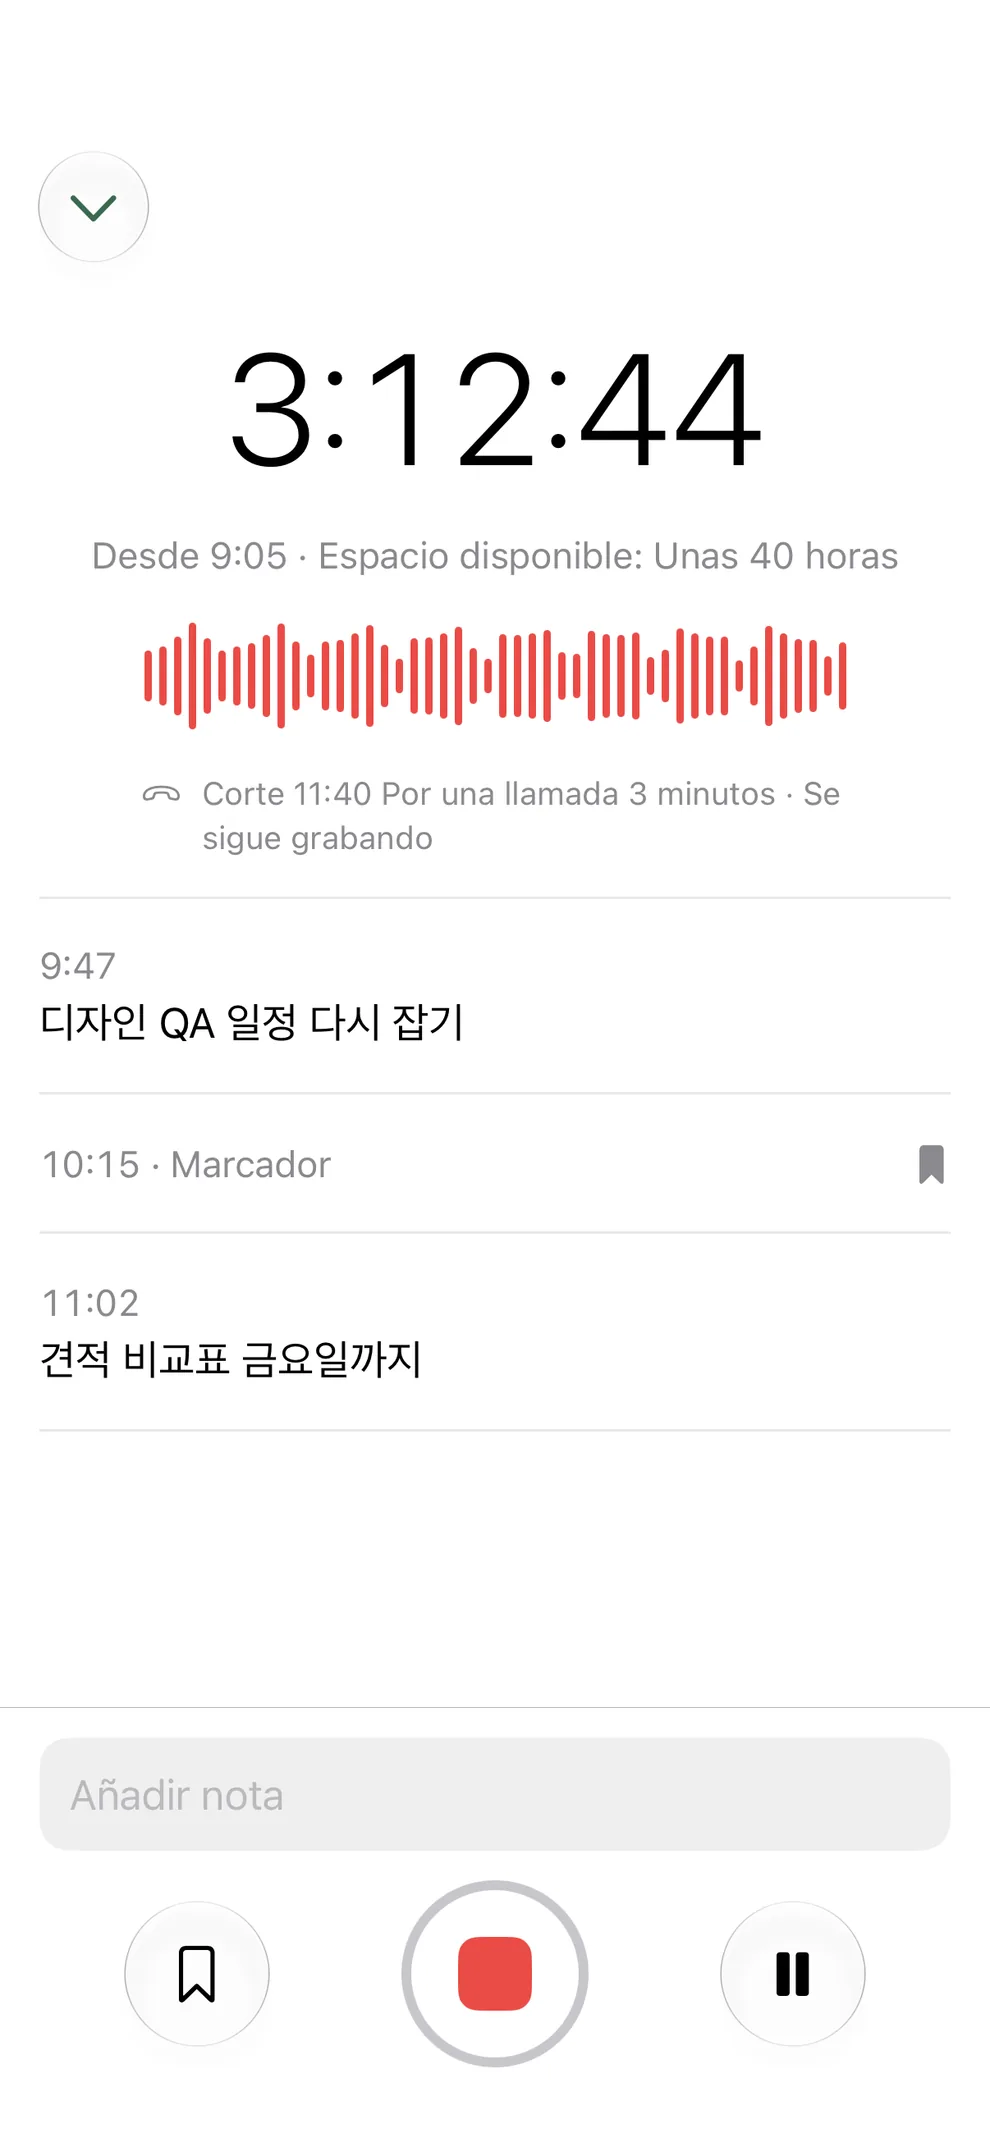 3:12:44
Desde 9:05 · Espacio disponible: Unas 40 horas
Corte 11:40 Por una llamada 3 minutos · Se
sigue grabando
9:47
디자인 QA 일정 다시 잡기
10:15 · Marcador
11:02
견적 비교표 금요일까지
Añadir nota